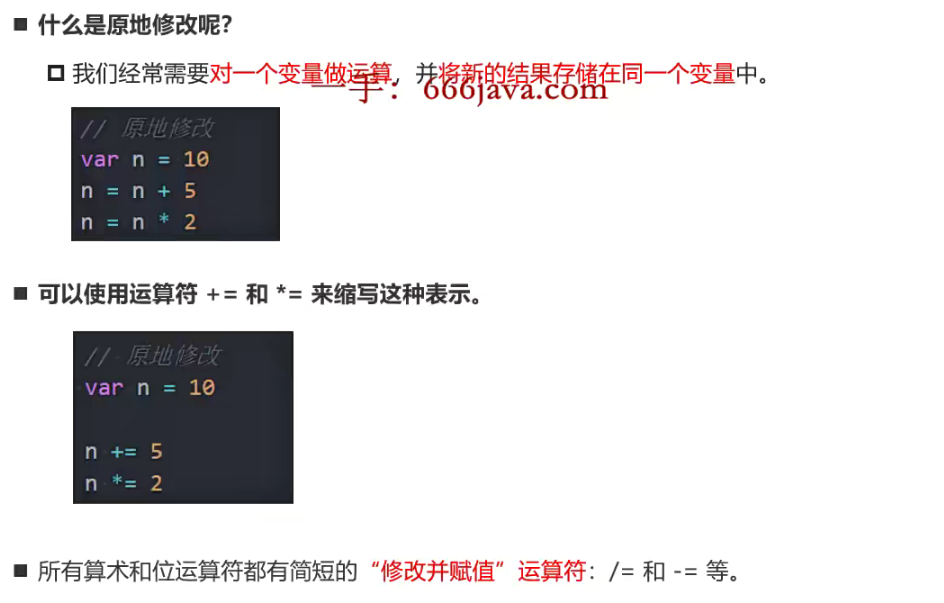 什么是原地修改呢？
我们经常需要对一个变量做运算，并将新的结果存储在同一个变量中。
一手：666java.com
// 原地修改
var n = 10
n = n + 5
n = n * 2
可以使用运算符 += 和 *= 来缩写这种表示。
// 原地修改
var n = 10
n += 5
n *= 2
所有算术和位运算符都有简短的“修改并赋值”运算符：/= 和 -= 等。